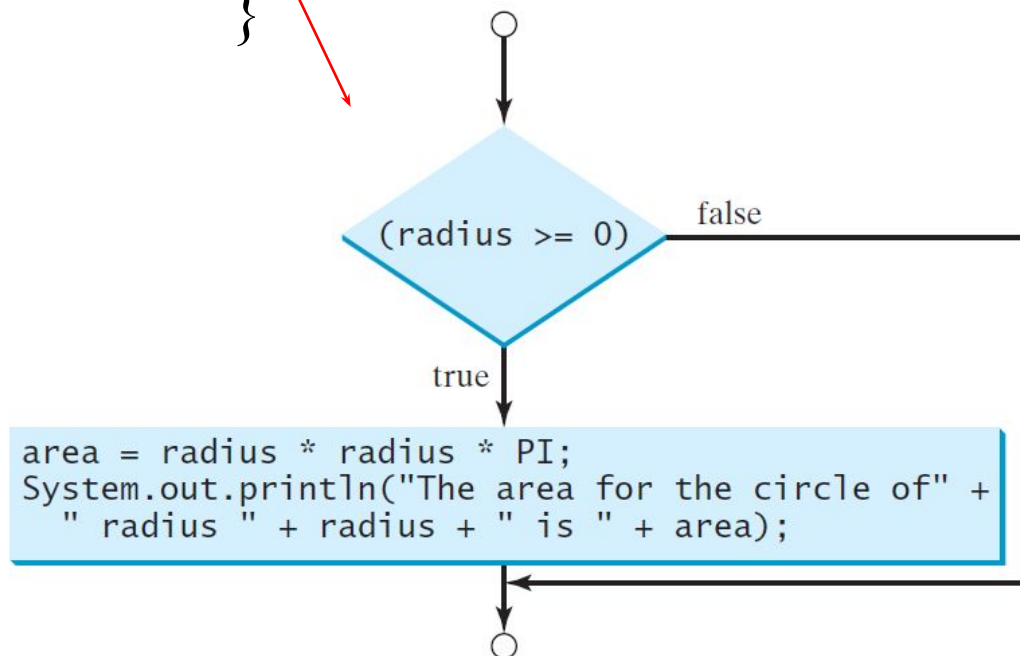 }
(radius >= 0)
false
true
area = radius * radius * PI;
System.out.println("The area for the circle of" +
" radius " + radius + " is " + area);